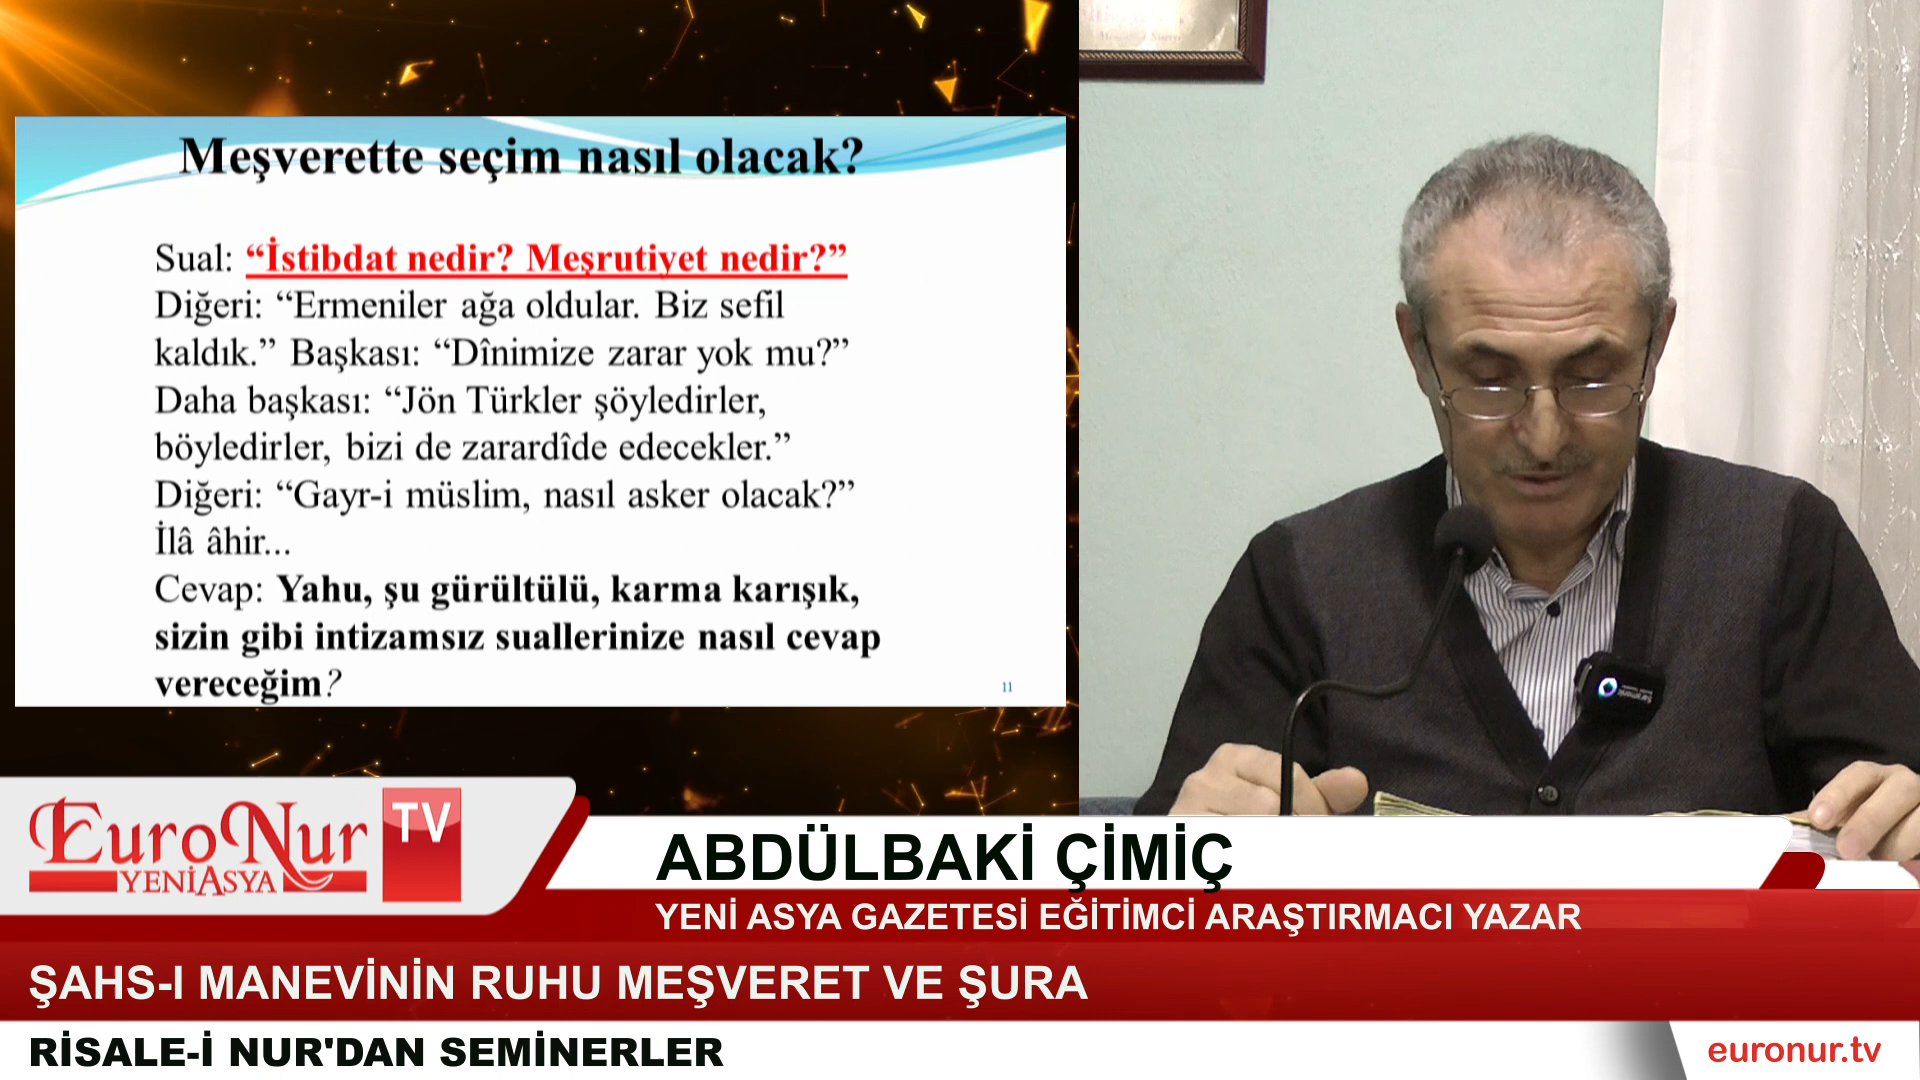 Meşverette seçim nasıl olacak?
Sual: “İstibdat nedir? Meşrutiyet nedir?”
Diğeri: “Ermeniler ağa oldular. Biz sefil
kaldık.” Başkası: “Dînimize zarar yok mu?”
Daha başkası: “Jön Türkler şöyledirler,
böyledirler, bizi de zarardîde edecekler.”
Diğeri: “Gayr-i müslim, nasıl asker olacak?”
İlâ âhir...
Cevap: Yahu, şu gürültülü, karma karışık,
sizin gibi intizamsız suallerinize nasıl cevap
vereceğim?
11
EuroNur TV
YENİASYA
ABDÜLBAKİ ÇİMİÇ
YENİ ASYA GAZETESİ EĞİTİMCİ ARAŞTIRMACI YAZAR
ŞAHS-I MANEVİNİN RUHU MEŞVERET VE ŞURA
RİSALE-İ NUR'DAN SEMİNERLER
euronur.tv